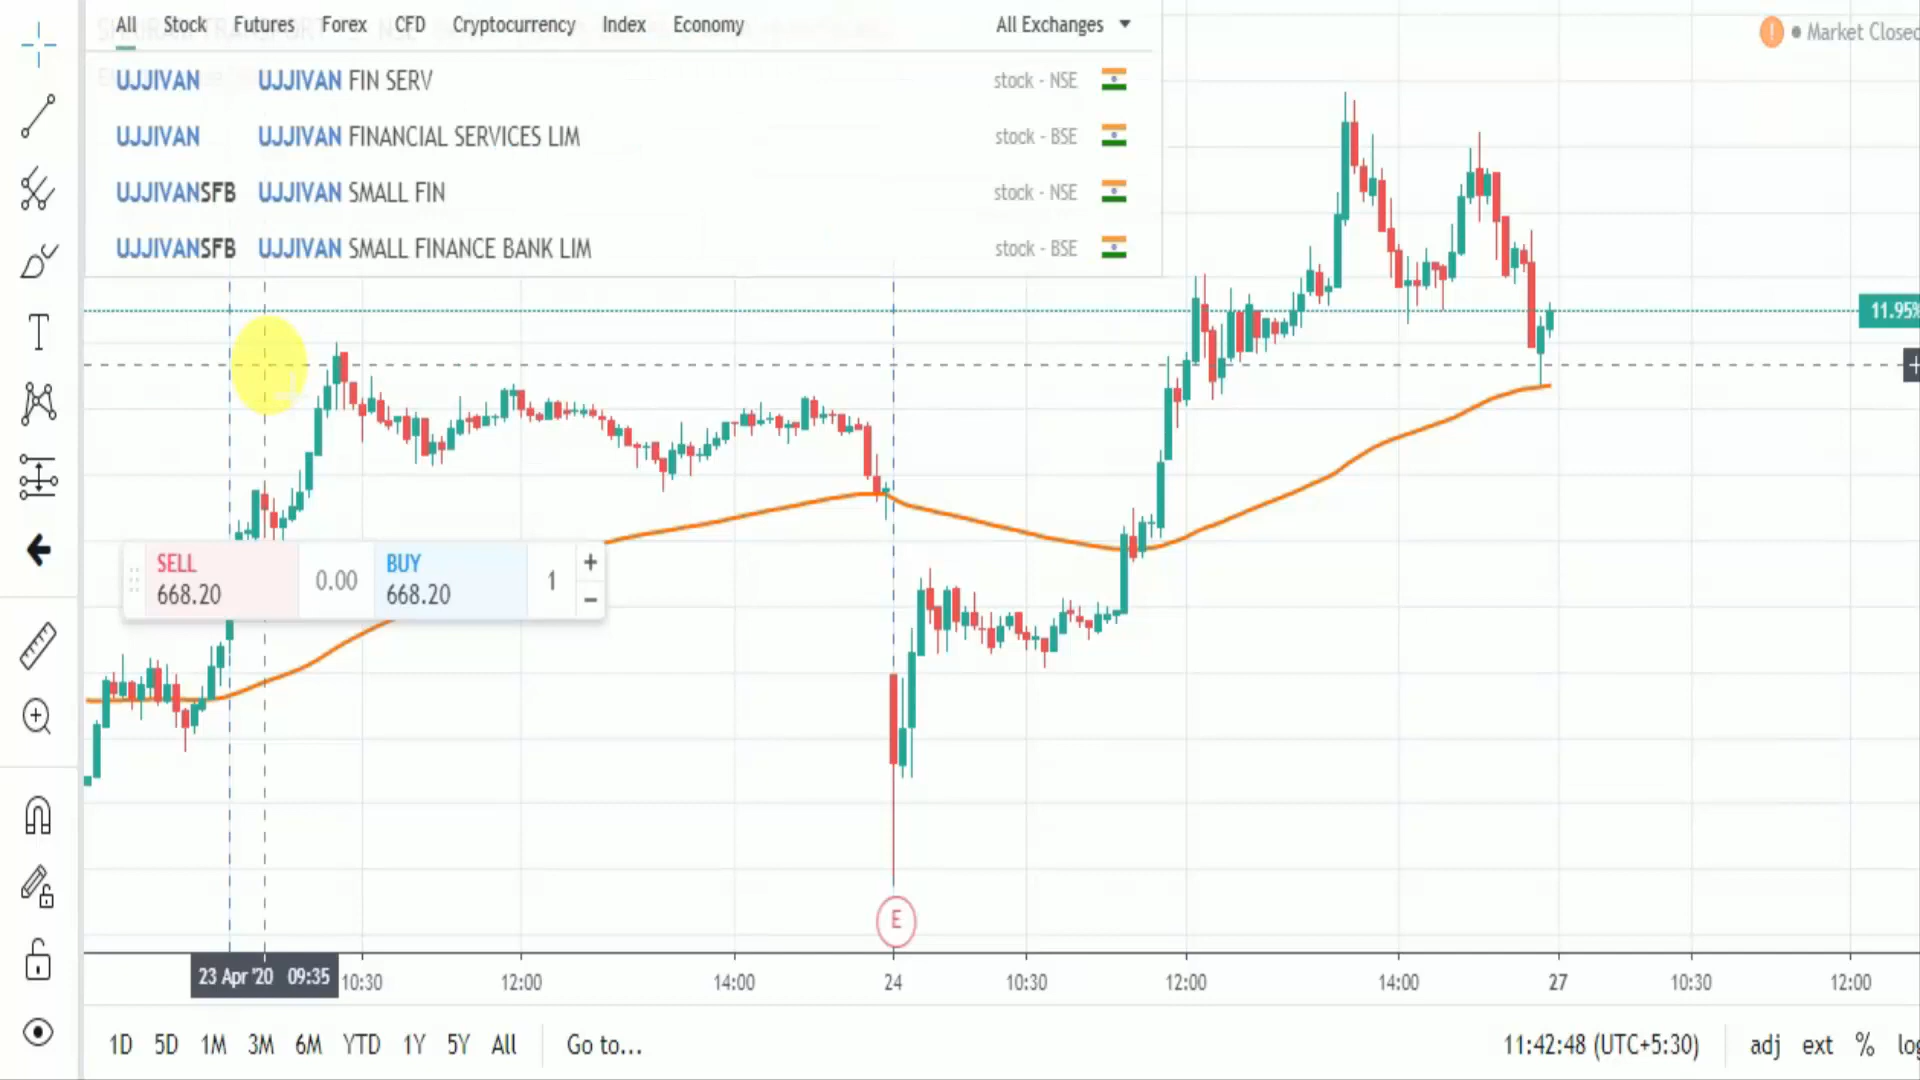 All Stock Futures Forex CFD Cryptocurrency Index Economy All Exchanges
Market Closed
UJJIVAN UJJIVAN FIN SERV stock - NSE
UJJIVAN UJJIVAN FINANCIAL SERVICES LIM stock - BSE
UJJIVANSFB UJJIVAN SMALL FIN stock - NSE
UJJIVANSFB UJJIVAN SMALL FINANCE BANK LIM stock - BSE
11.95%
SELL BUY
668.20 0.00 668.20 1 + −
E
23 Apr '20 09:35 10:30 12:00 14:00 24 10:30 12:00 14:00 27 10:30 12:00
1D 5D 1M 3M 6M YTD 1Y 5Y All Go to... 11:42:48 (UTC+5:30) adj ext %